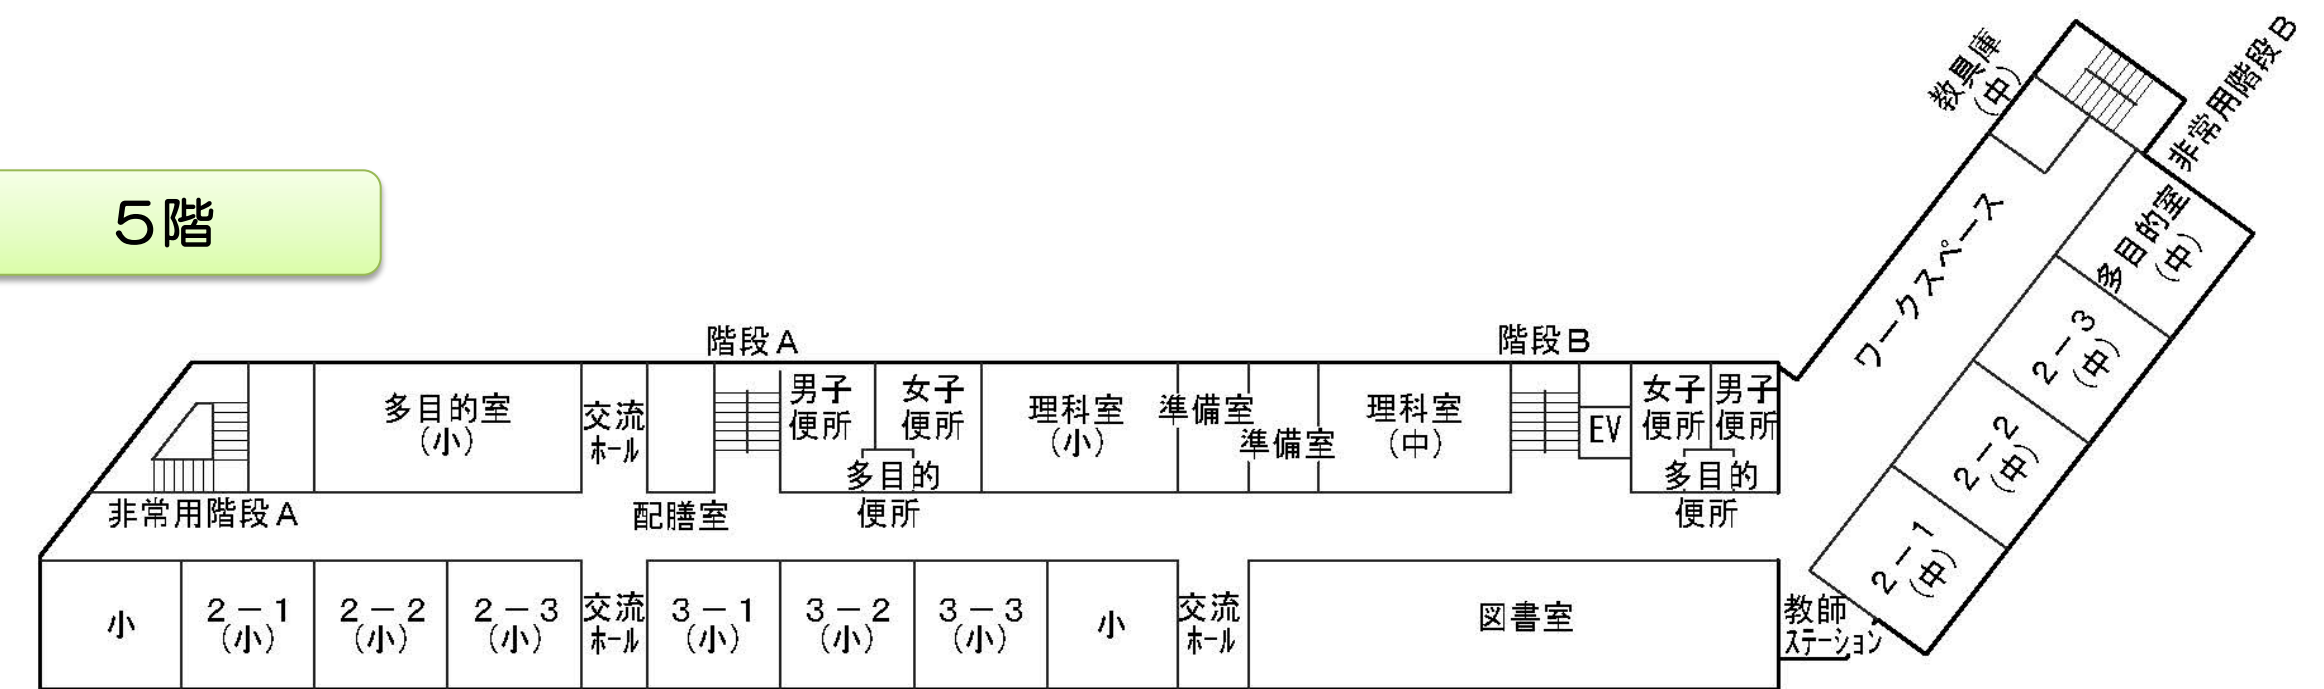 5階
教具庫
(中)
非常用階段B
ワークスペース
多目的室
(中)
2－3
(中)
2－2
(中)
2－1
(中)
階段A
階段B
多目的室
(小)
交流
ホール
男子
便所
女子
便所
多目的
便所
理科室
(小)
準備室
準備室
理科室
(中)
EV
女子
便所
男子
便所
多目的
便所
非常用階段A
配膳室
小
2－1
(小)
2－2
(小)
2－3
(小)
交流
ホール
3－1
(小)
3－2
(小)
3－3
(小)
小
交流
ホール
図書室
教師
ステーション